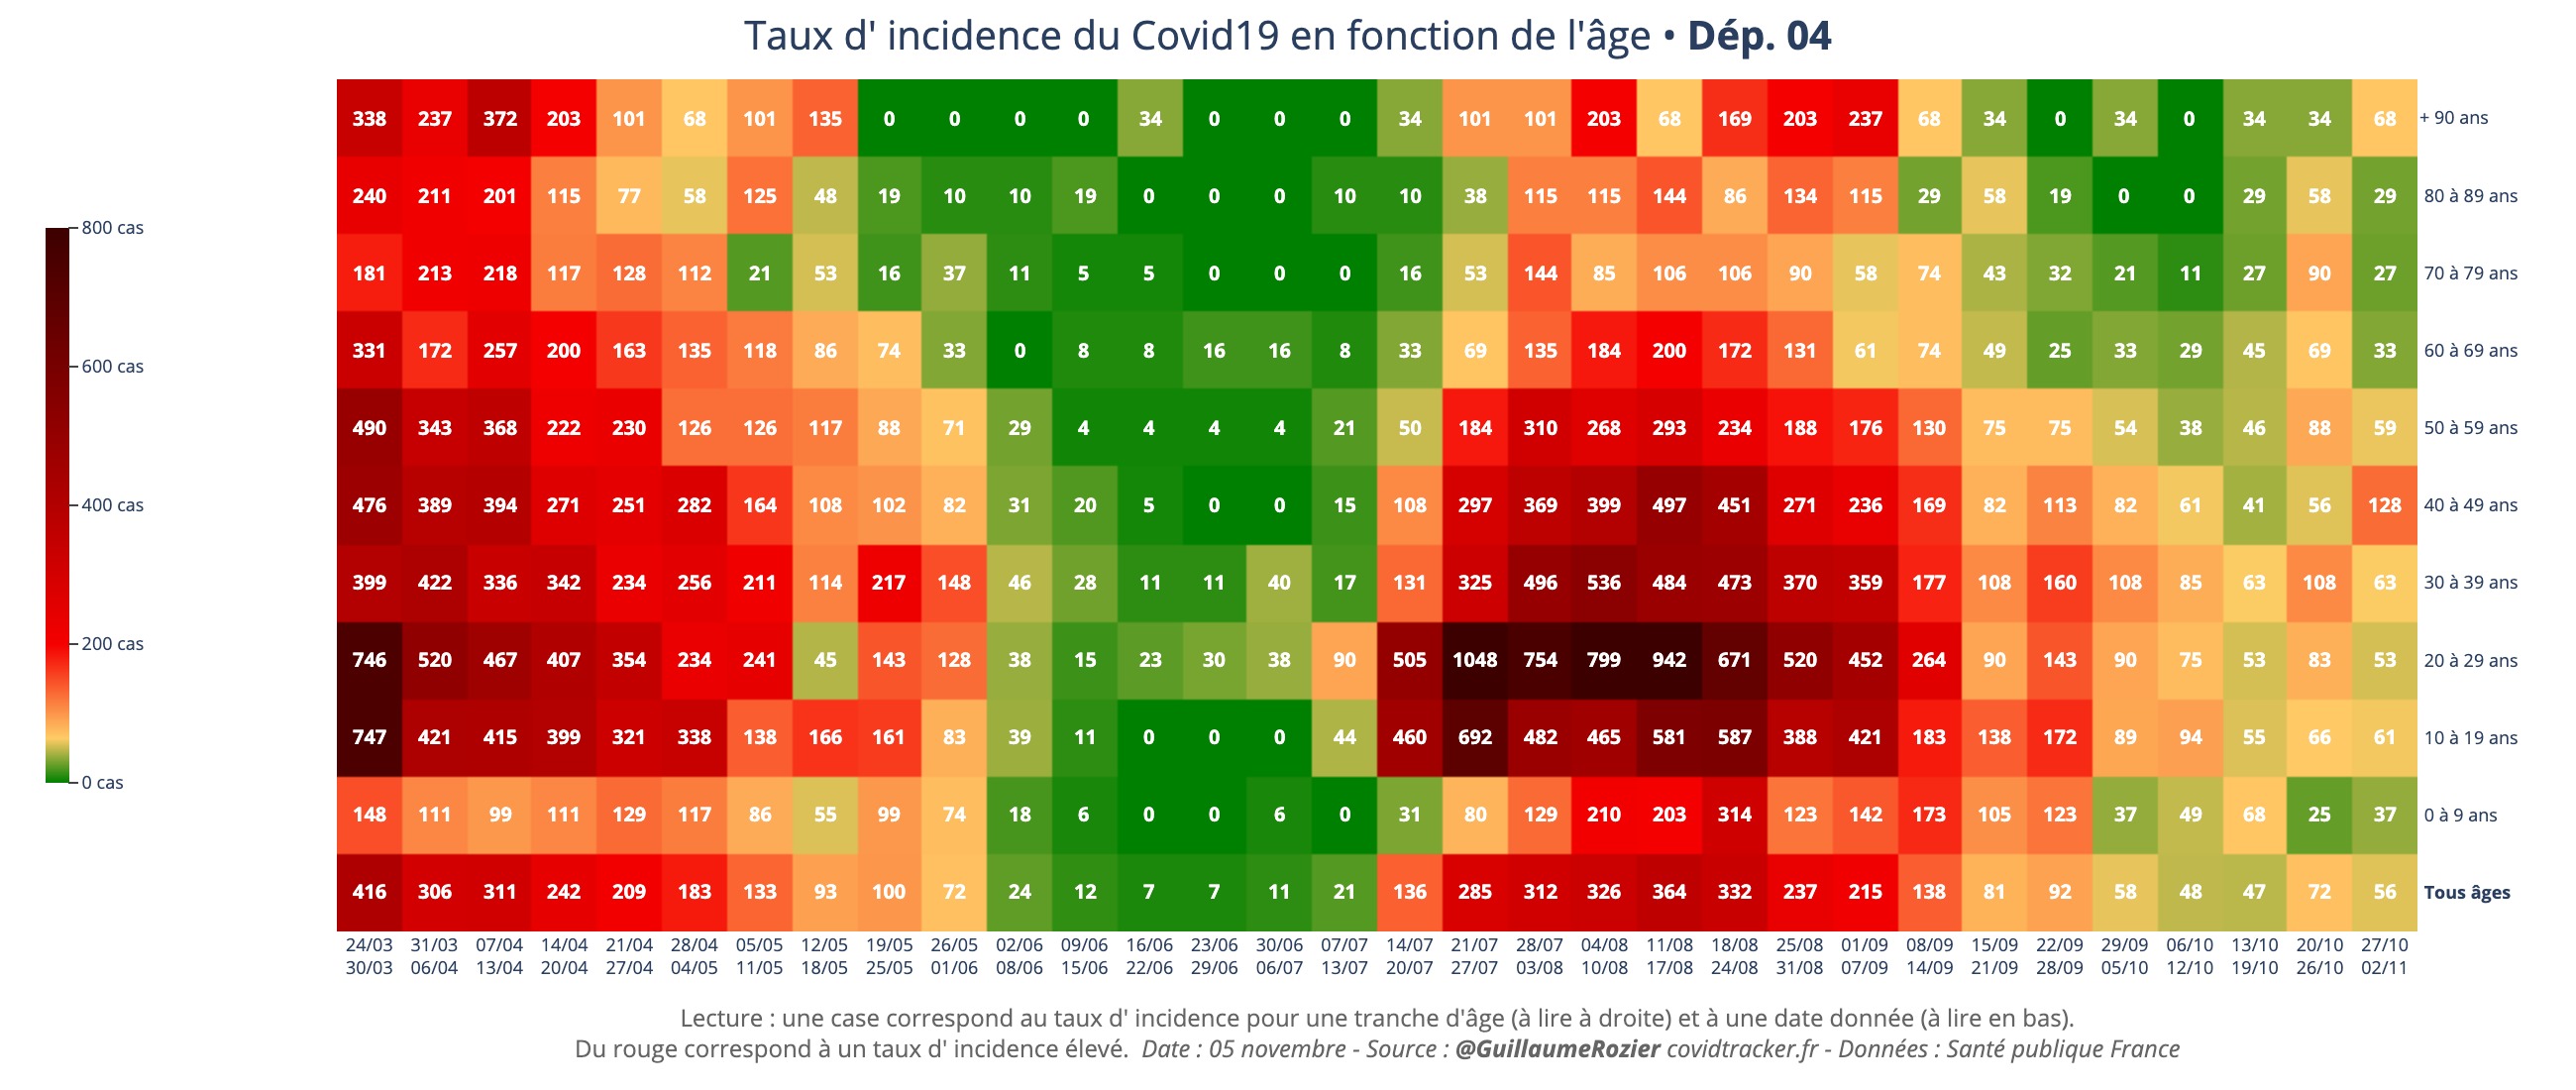 Taux d' incidence du Covid19 en fonction de l'âge • Dép. 04
338 237 372 203 101 68 101 135 0 0 0 0 34 0 0 0 34 101 101 203 68 169 203 237 68 34 0 34 0 34 34 68 + 90 ans
240 211 201 115 77 58 125 48 19 10 10 19 0 0 0 10 10 38 115 115 144 86 134 115 29 58 19 0 0 29 58 29 80 à 89 ans
800 cas
181 213 218 117 128 112 21 53 16 37 11 5 5 0 0 0 16 53 144 85 106 106 90 58 74 43 32 21 11 27 90 27 70 à 79 ans
331 172 257 200 163 135 118 86 74 33 0 8 8 16 16 8 33 69 135 184 200 172 131 61 74 49 25 33 29 45 69 33 60 à 69 ans
600 cas
490 343 368 222 230 126 126 117 88 71 29 4 4 4 4 21 50 184 310 268 293 234 188 176 130 75 75 54 38 46 88 59 50 à 59 ans
400 cas
476 389 394 271 251 282 164 108 102 82 31 20 5 0 0 15 108 297 369 399 497 451 271 236 169 82 113 82 61 41 56 128 40 à 49 ans
399 422 336 342 234 256 211 114 217 148 46 28 11 11 40 17 131 325 496 536 484 473 370 359 177 108 160 108 85 63 108 63 30 à 39 ans
200 cas
746 520 467 407 354 234 241 45 143 128 38 15 23 30 38 90 505 1048 754 799 942 671 520 452 264 90 143 90 75 53 83 53 20 à 29 ans
747 421 415 399 321 338 138 166 161 83 39 11 0 0 0 44 460 692 482 465 581 587 388 421 183 138 172 89 94 55 66 61 10 à 19 ans
0 cas
148 111 99 111 129 117 86 55 99 74 18 6 0 0 6 0 31 80 129 210 203 314 123 142 173 105 123 37 49 68 25 37 0 à 9 ans
416 306 311 242 209 183 133 93 100 72 24 12 7 7 11 21 136 285 312 326 364 332 237 215 138 81 92 58 48 47 72 56 Tous âges
24/03 31/03 07/04 14/04 21/04 28/04 05/05 12/05 19/05 26/05 02/06 09/06 16/06 23/06 30/06 07/07 14/07 21/07 28/07 04/08 11/08 18/08 25/08 01/09 08/09 15/09 22/09 29/09 06/10 13/10 20/10 27/10
30/03 06/04 13/04 20/04 27/04 04/05 11/05 18/05 25/05 01/06 08/06 15/06 22/06 29/06 06/07 13/07 20/07 27/07 03/08 10/08 17/08 24/08 31/08 07/09 14/09 21/09 28/09 05/10 12/10 19/10 26/10 02/11
Lecture : une case correspond au taux d' incidence pour une tranche d'âge (à lire à droite) et à une date donnée (à lire en bas).
Du rouge correspond à un taux d' incidence élevé. Date : 05 novembre - Source : @GuillaumeRozier covidtracker.fr - Données : Santé publique France